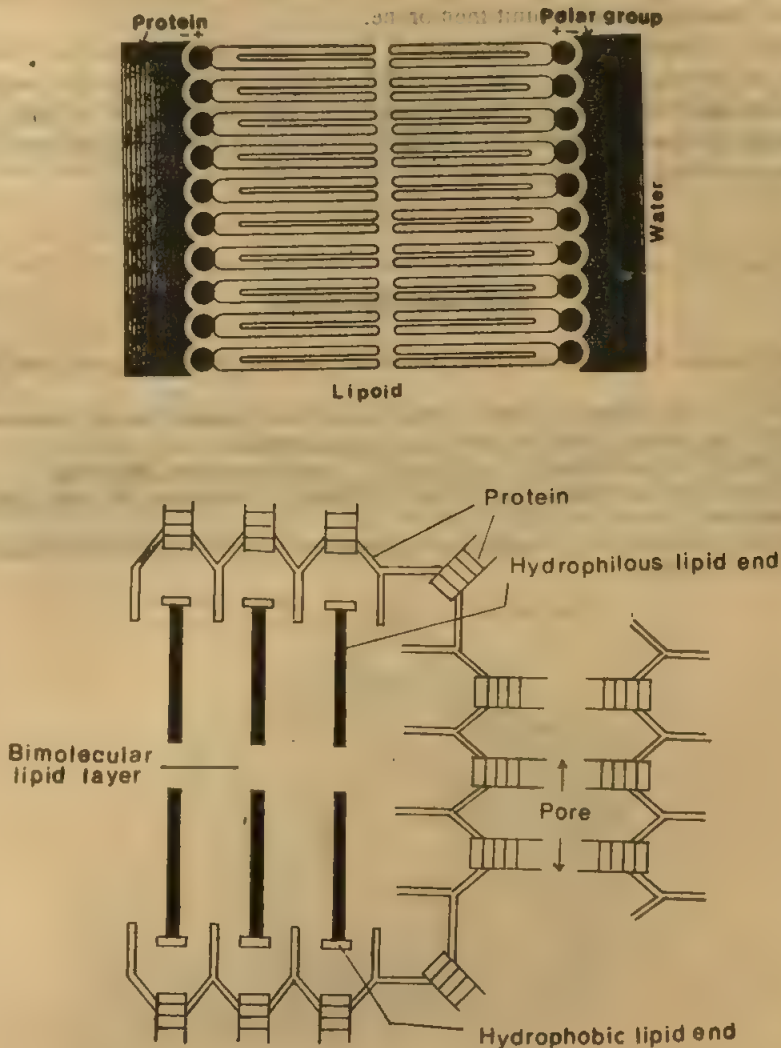 Protein
Polar group
Water
Lipoid
Protein
Hydrophilous lipid end
Bimolecular
lipid layer
Pore
Hydrophobic lipid end